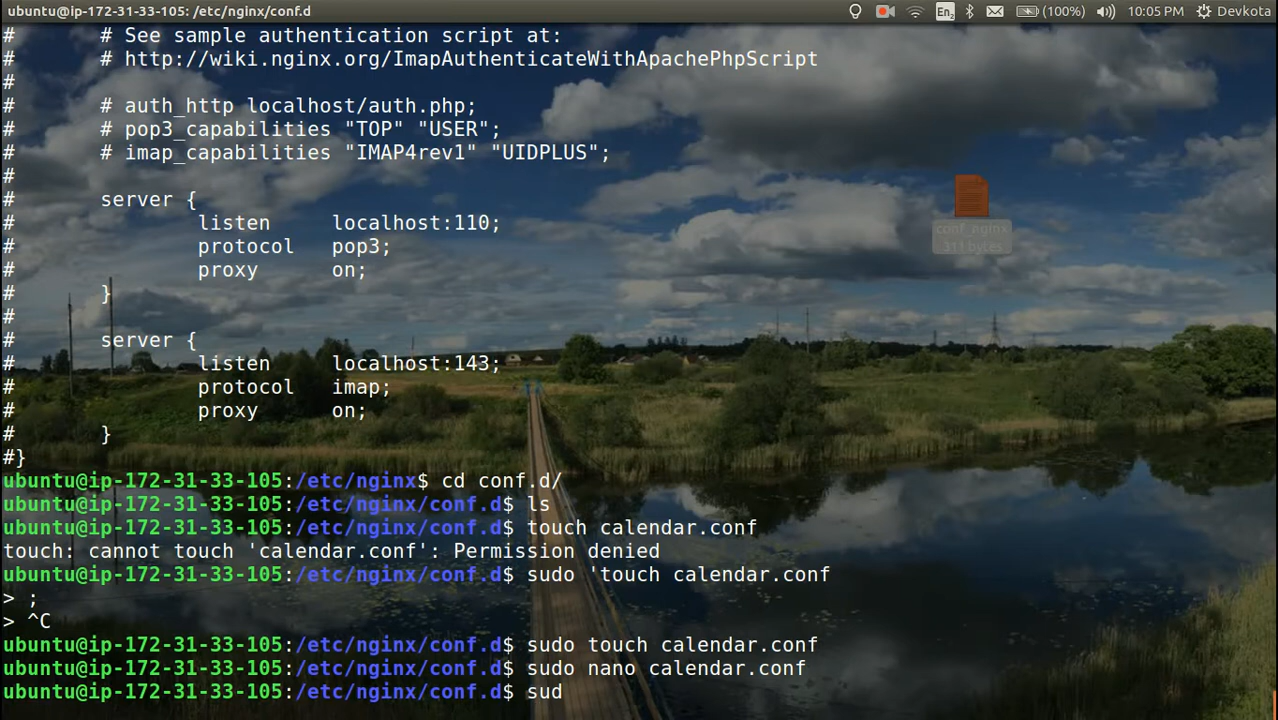 ubuntu@ip-172-31-33-105: /etc/nginx/conf.d
En2 (100%) 10:05 PM Devkota
#       # See sample authentication script at:
#       # http://wiki.nginx.org/ImapAuthenticateWithApachePhpScript
#
#       # auth_http localhost/auth.php;
#       # pop3_capabilities "TOP" "USER";
#       # imap_capabilities "IMAP4rev1" "UIDPLUS";
#
#       server {
#               listen     localhost:110;
#               protocol   pop3;
#               proxy      on;
#       }
#
#       server {
#               listen     localhost:143;
#               protocol   imap;
#               proxy      on;
#       }
#}
ubuntu@ip-172-31-33-105:/etc/nginx$ cd conf.d/
ubuntu@ip-172-31-33-105:/etc/nginx/conf.d$ ls
ubuntu@ip-172-31-33-105:/etc/nginx/conf.d$ touch calendar.conf
touch: cannot touch 'calendar.conf': Permission denied
ubuntu@ip-172-31-33-105:/etc/nginx/conf.d$ sudo 'touch calendar.conf
> ;
> ^C
ubuntu@ip-172-31-33-105:/etc/nginx/conf.d$ sudo touch calendar.conf
ubuntu@ip-172-31-33-105:/etc/nginx/conf.d$ sudo nano calendar.conf
ubuntu@ip-172-31-33-105:/etc/nginx/conf.d$ sud
conf_nginx
311 bytes